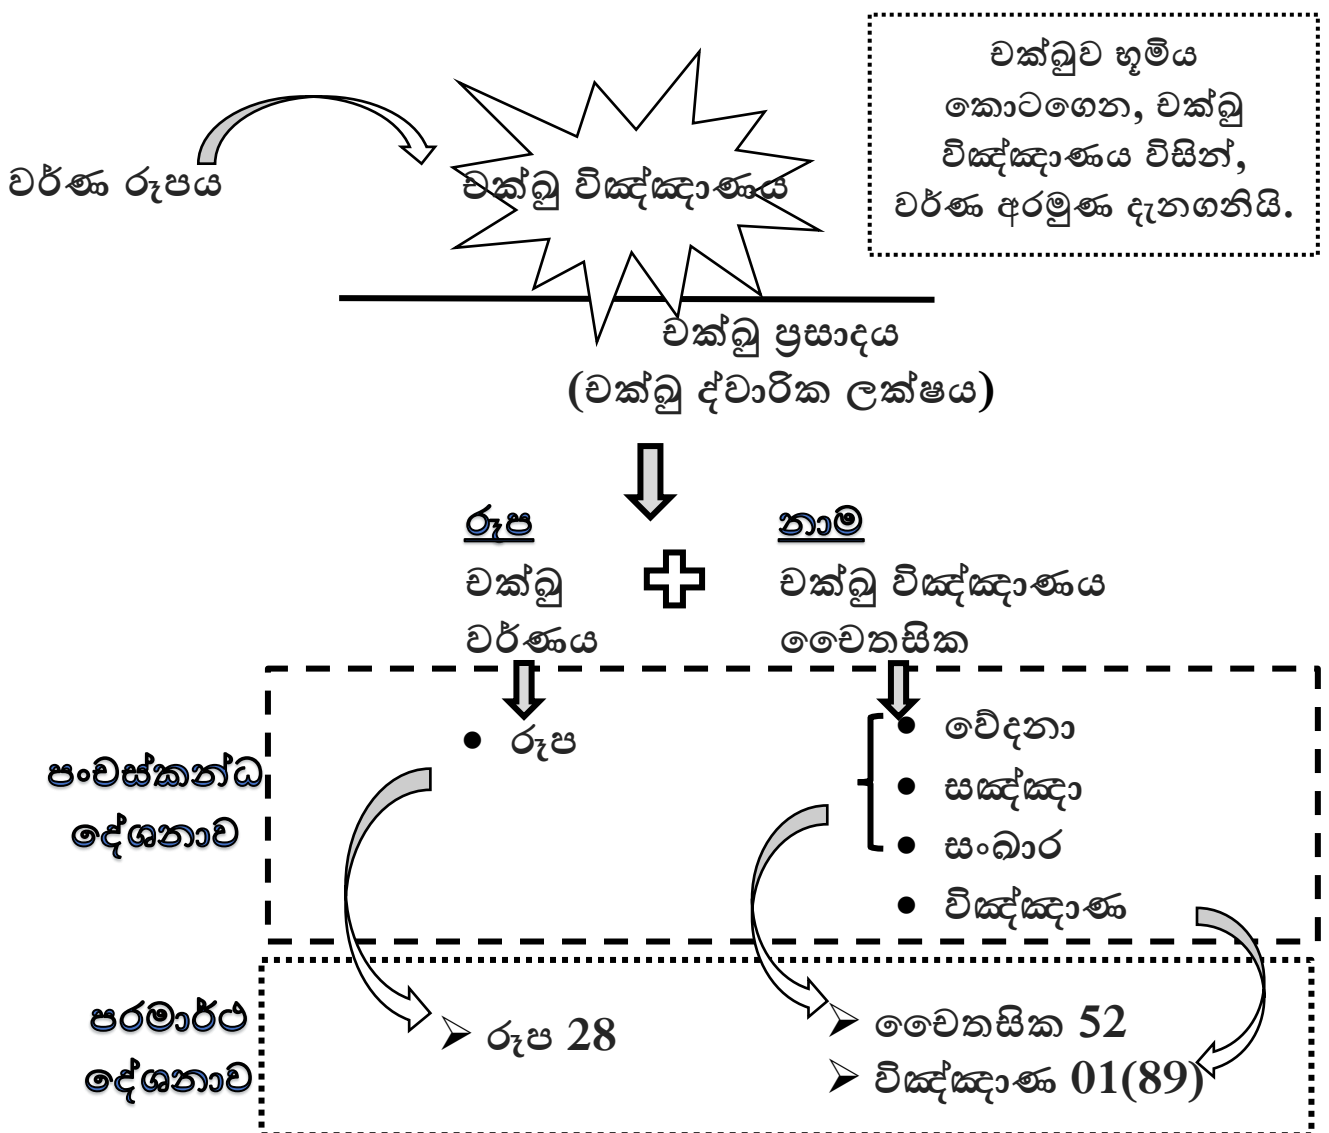 චක්ඛුව භූමිය
කොටගෙන, චක්ඛු
විඤ්ඤාණය විසින්,
වර්ණ අරමුණ දැනගනියි.
වර්ණ රූපය
චක්ඛු විඤ්ඤාණය
චක්ඛු ප්‍රසාදය
(චක්ඛු ද්වාරික ලක්ෂය)
රූප
නාම
චක්ඛු
චක්ඛු විඤ්ඤාණය
වර්ණය
චෛතසික
පංචස්කන්ධ
දේශනාව
• රූප
• වේදනා
• සඤ්ඤා
• සංඛාර
• විඤ්ඤාණ
පරමාර්ථ
දේශනාව
➢ රූප 28
➢ චෛතසික 52
➢ විඤ්ඤාණ 01(89)